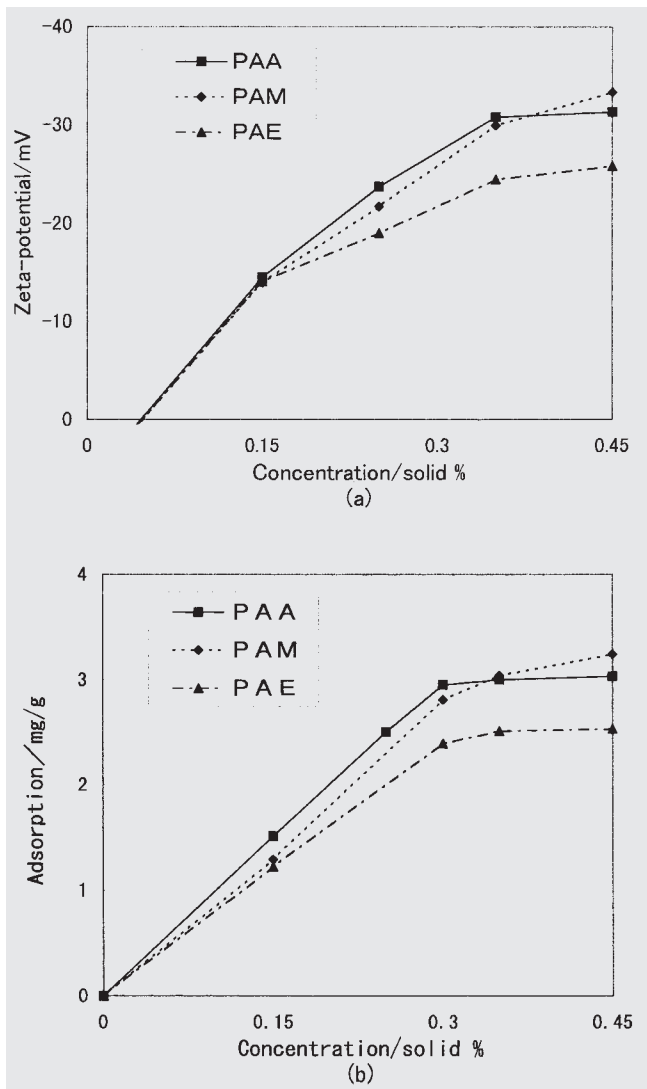 -40
-30
-20
-10
0
Zeta-potential/mV
PAA
PAM
PAE
0 0.15 0.3 0.45
Concentration/solid %
(a)
4
3
2
1
0
Adsorption/mg/g
PAA
PAM
PAE
0 0.15 0.3 0.45
Concentration/solid %
(b)